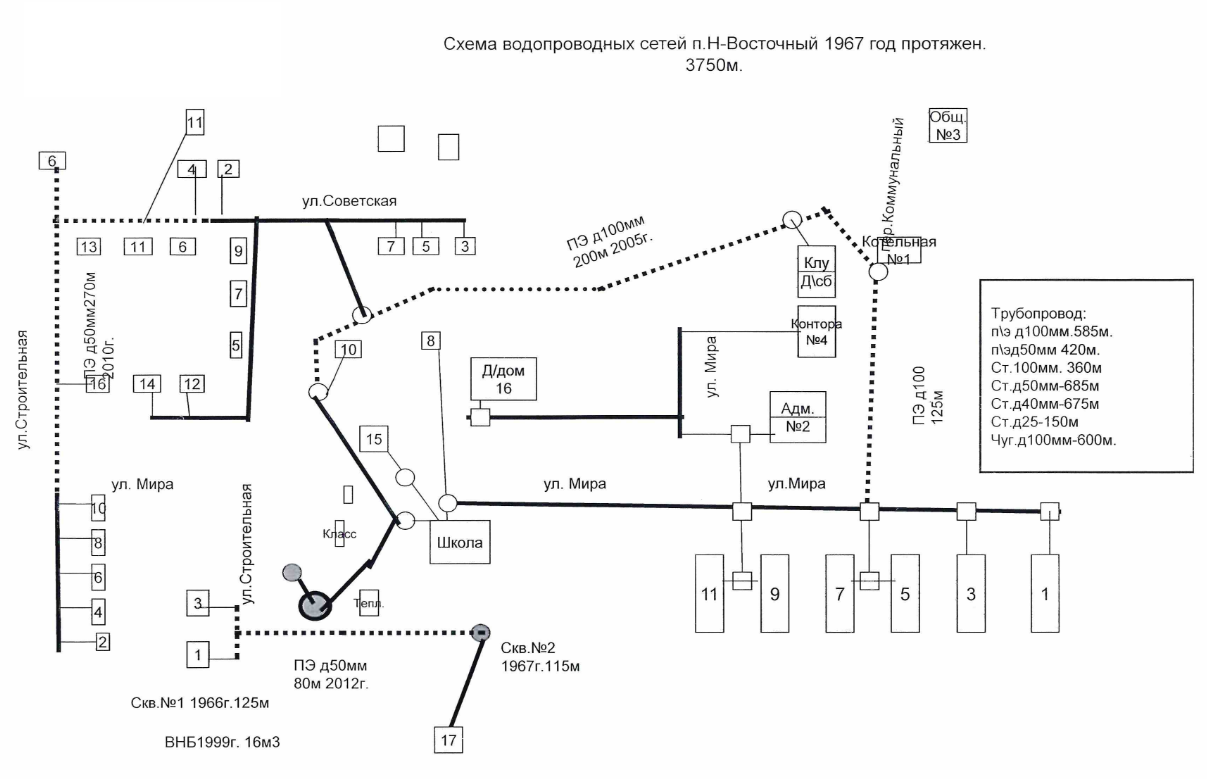 Схема водопроводных сетей п.Н-Восточный 1967 год протяжен.
3750м.
11
Общ.
№3
6
4
2
пер.Коммунальный
ул.Советская
13
11
6
9
7
5
3
ПЭ д100мм
200м 2005г.
Котельная
№1
Клу
Д\сб
7
ПЭ д50мм270м
2010г.
Контора
№4
Трубопровод:
п\э д100мм.585м.
п\эд50мм 420м.
Ст.100мм. 360м
Ст.д50мм-685м
Ст.д40мм-675м
Ст.д25-150м
Чуг.д100мм-600м.
5
10
8
ул. Мира
ул.Строительная
16
14
12
Д/дом
16
Адм.
№2
ПЭ д100
125м
15
ул. Мира
ул. Мира
ул.Мира
10
8
6
4
2
ул.Строительная
Класс
Школа
3
1
Тепл.
11
9
7
5
3
1
Скв.№2
1967г.115м
ПЭ д50мм
80м 2012г.
Скв.№1 1966г.125м
ВНБ1999г. 16м3
17